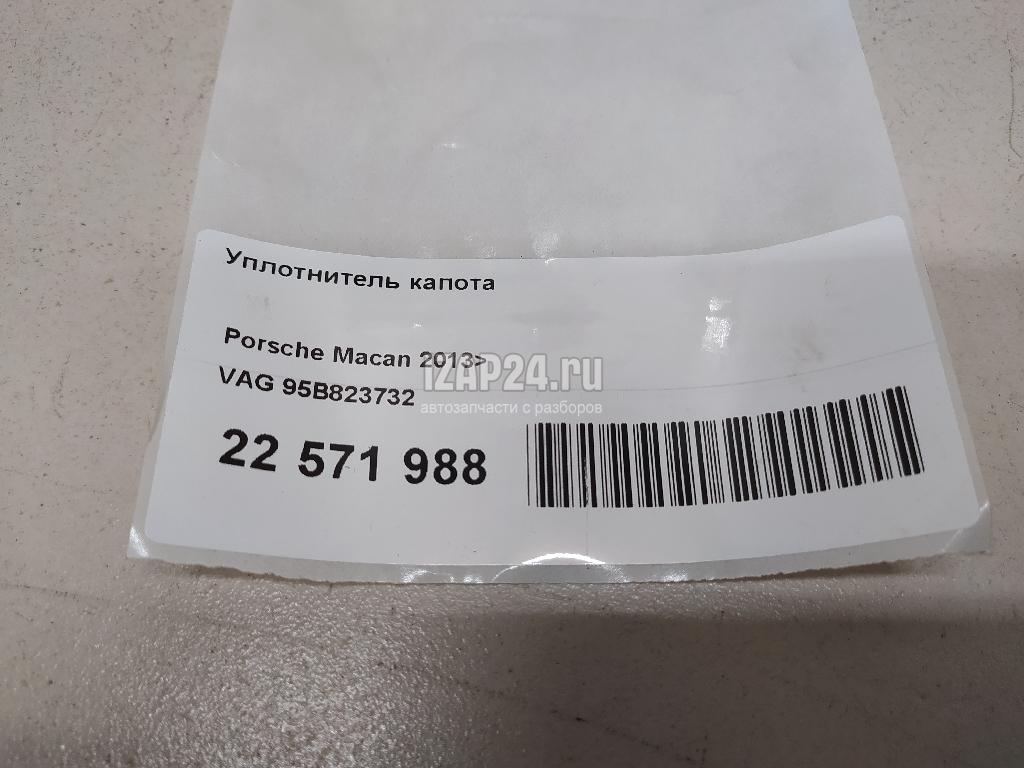 Уплотнитель капота
Porsche Macan 2013>
VAG 95B823732
IZAP24.ru
автозапчасти с разборов
22 571 988